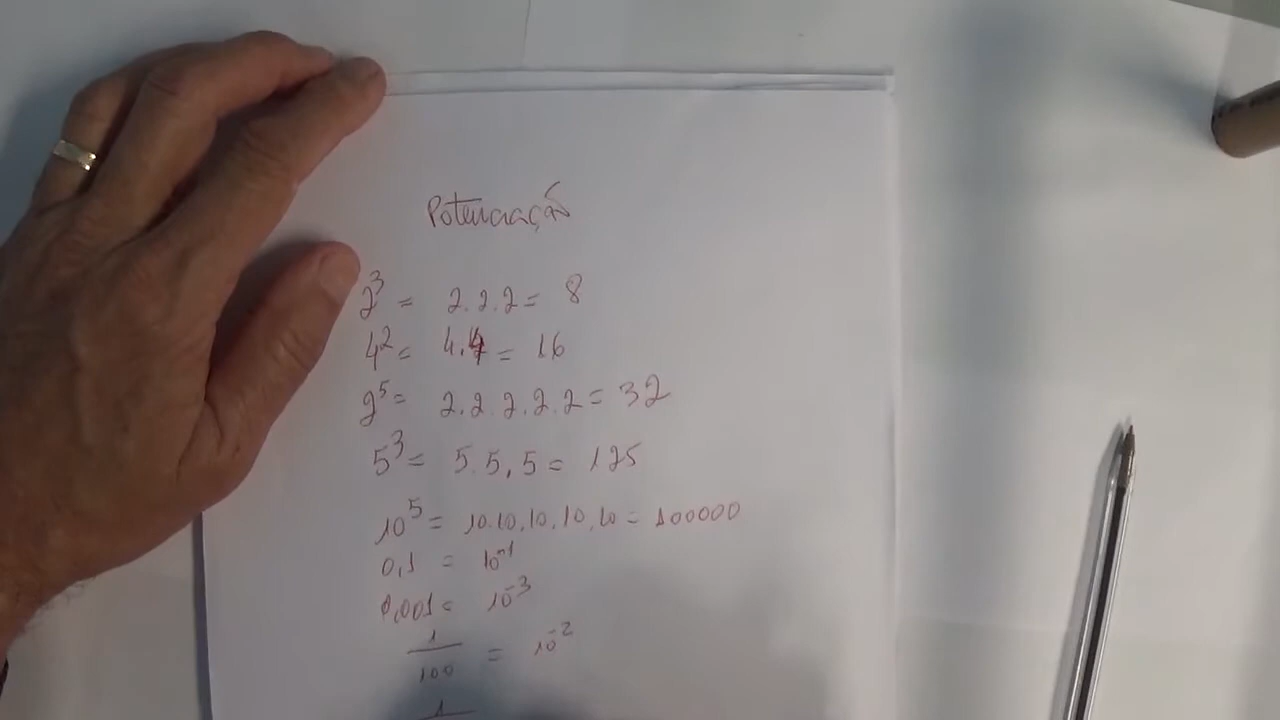 Potenciação
2³ = 2.2.2 = 8
4² = 4.4 = 16
2⁵ = 2.2.2.2.2 = 32
5³ = 5.5.5 = 125
10⁵ = 10.10.10.10.10 = 100000
0,1 = 10⁻¹
0,001 = 10⁻³
1/100 = 10⁻²
1